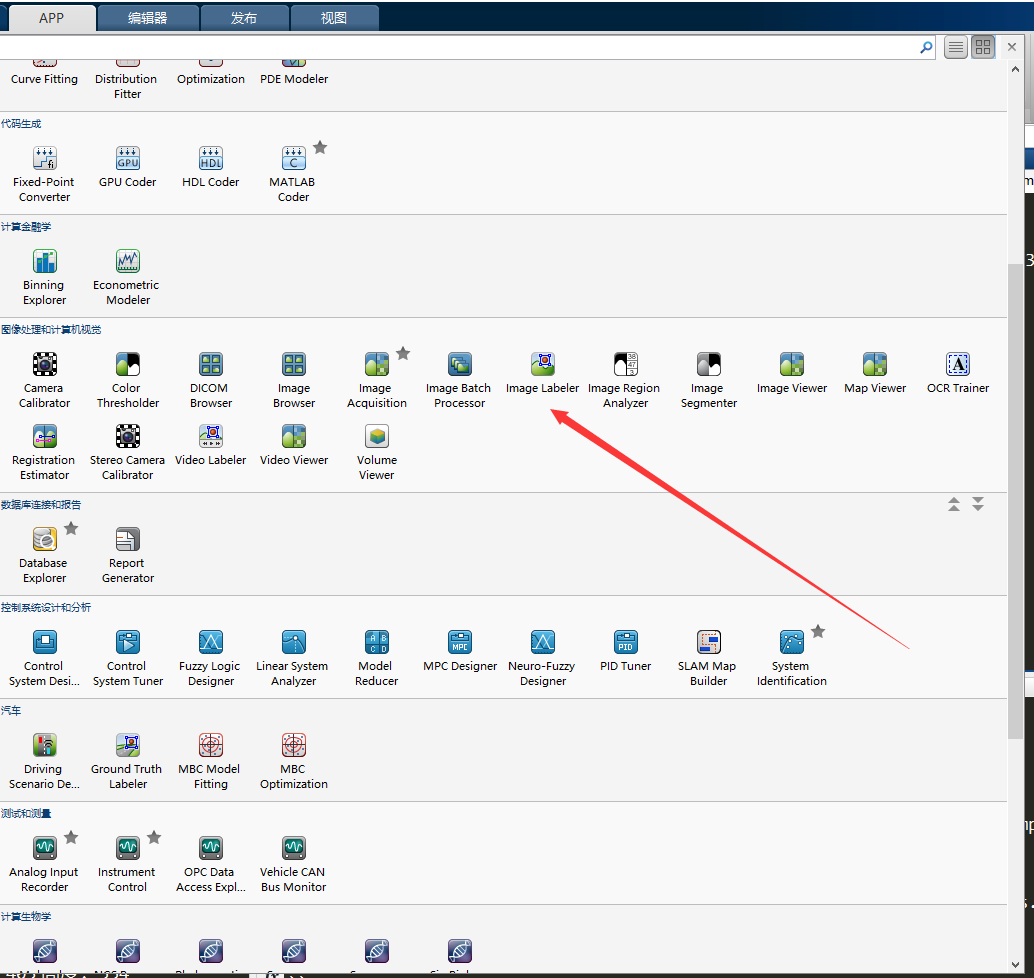 APP 编辑器 发布 视图
Curve Fitting Distribution Optimization PDE Modeler
Fitter
代码生成
Fixed-Point GPU Coder HDL Coder MATLAB
Converter Coder
计算金融学
Binning Econometric
Explorer Modeler
图像处理和计算机视觉
Camera Color DICOM Image Image Image Batch Image Labeler Image Region Image Image Viewer Map Viewer OCR Trainer
Calibrator Thresholder Browser Browser Acquisition Processor Analyzer Segmenter
Registration Stereo Camera Video Labeler Video Viewer Volume
Estimator Calibrator Viewer
数据库连接和报告
Database Report
Explorer Generator
控制系统设计和分析
Control Control Fuzzy Logic Linear System Model MPC Designer Neuro-Fuzzy PID Tuner SLAM Map System
System Desi... System Tuner Designer Analyzer Reducer Designer Builder Identification
汽车
Driving Ground Truth MBC Model MBC
Scenario De... Labeler Fitting Optimization
测试和测量
Analog Input Instrument OPC Data Vehicle CAN
Recorder Control Access Expl... Bus Monitor
计算生物学